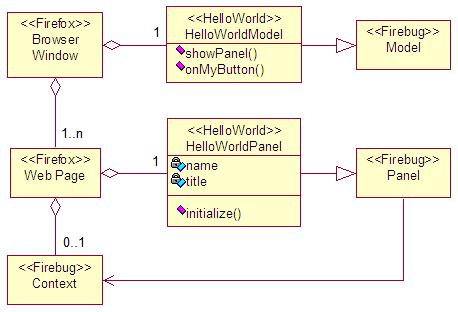 <<Firefox>>
Browser
Window
1
<<HelloWorld>>
HelloWorldModel
showPanel()
onMyButton()
<<Firebug>>
Model
1..n
<<Firefox>>
Web Page
1
<<HelloWorld>>
HelloWorldPanel
name
title
initialize()
<<Firebug>>
Panel
0..1
<<Firebug>>
Context